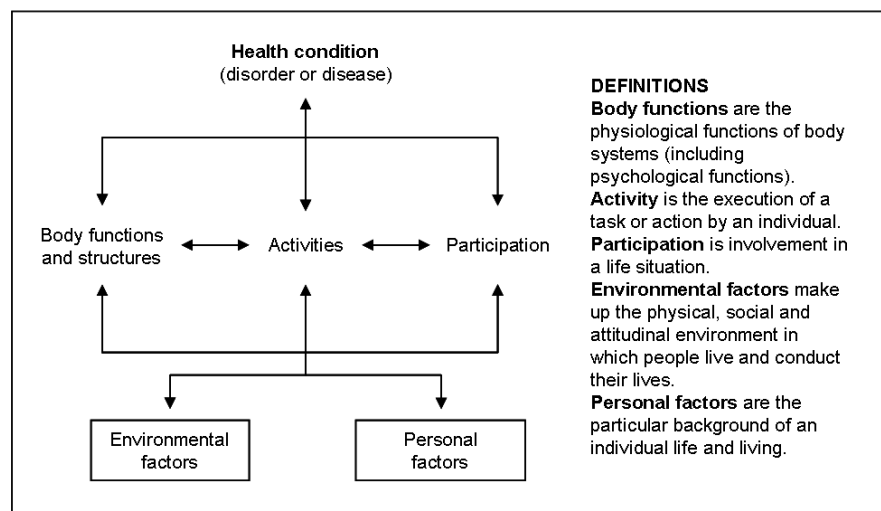 Health condition
(disorder or disease)
Body functions
and structures
Activities
Participation
Environmental
factors
Personal
factors
DEFINITIONS
Body functions are the
physiological functions of body
systems (including
psychological functions).
Activity is the execution of a
task or action by an individual.
Participation is involvement in
a life situation.
Environmental factors make
up the physical, social and
attitudinal environment in
which people live and conduct
their lives.
Personal factors are the
particular background of an
individual life and living.